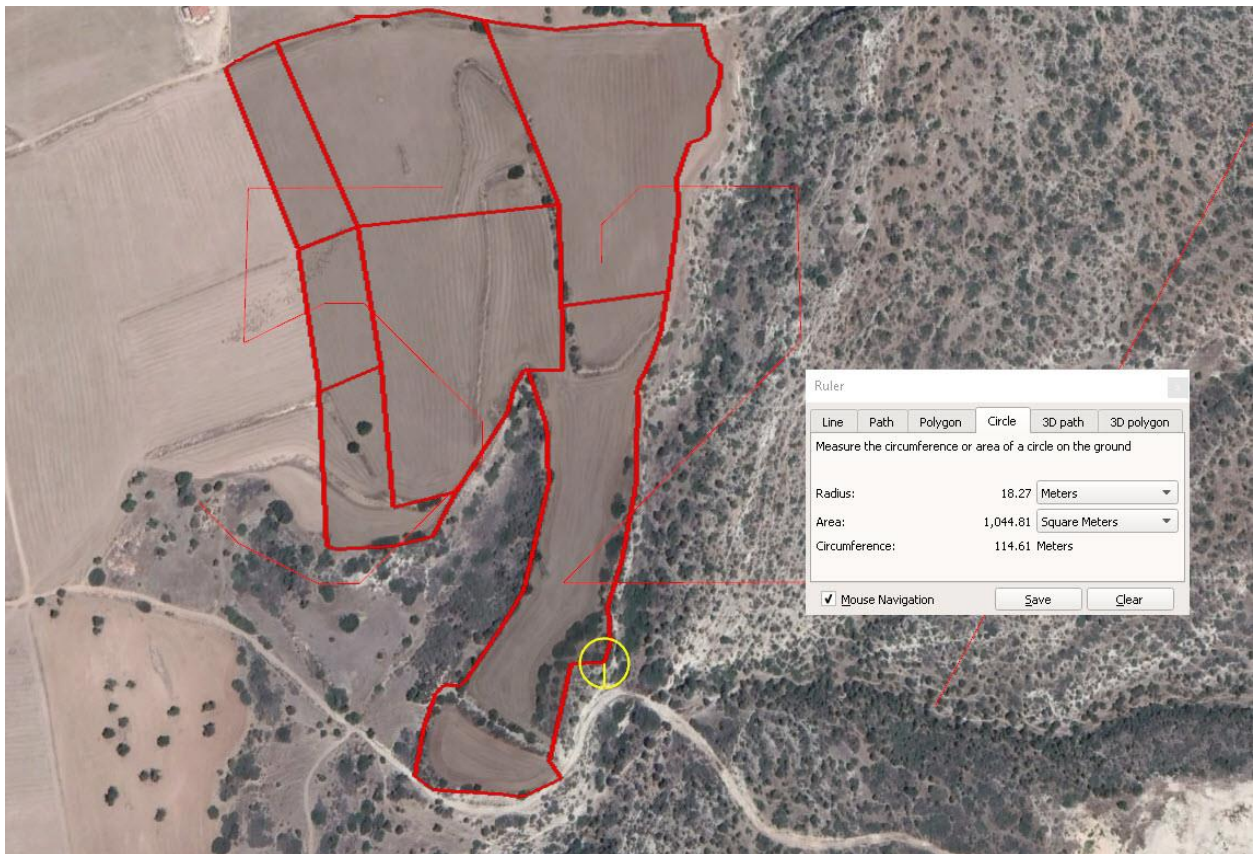 Ruler
Line Path Polygon Circle 3D path 3D polygon
Measure the circumference or area of a circle on the ground
Radius: 18.27 Meters
Area: 1,044.81 Square Meters
Circumference: 114.61 Meters
Mouse Navigation Save Clear